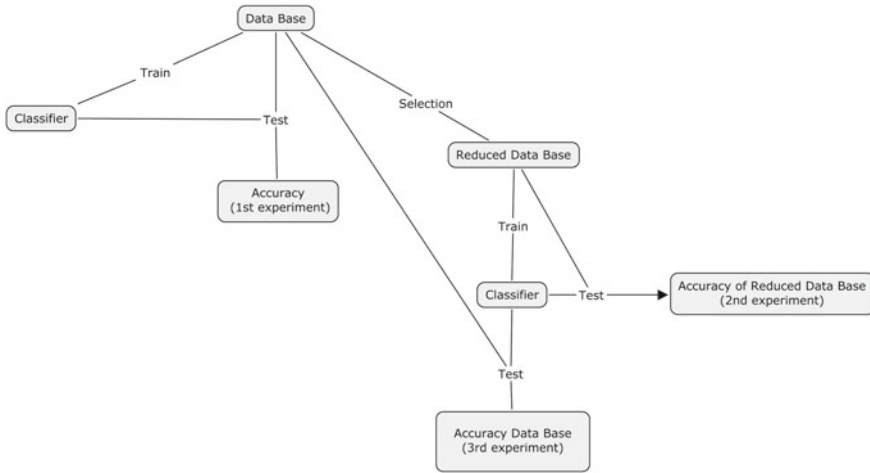 Data Base
Train
Selection
Classifier
Test
Reduced Data Base
Accuracy
(1st experiment)
Train
Classifier
Test
Accuracy of Reduced Data Base
(2nd experiment)
Test
Accuracy Data Base
(3rd experiment)